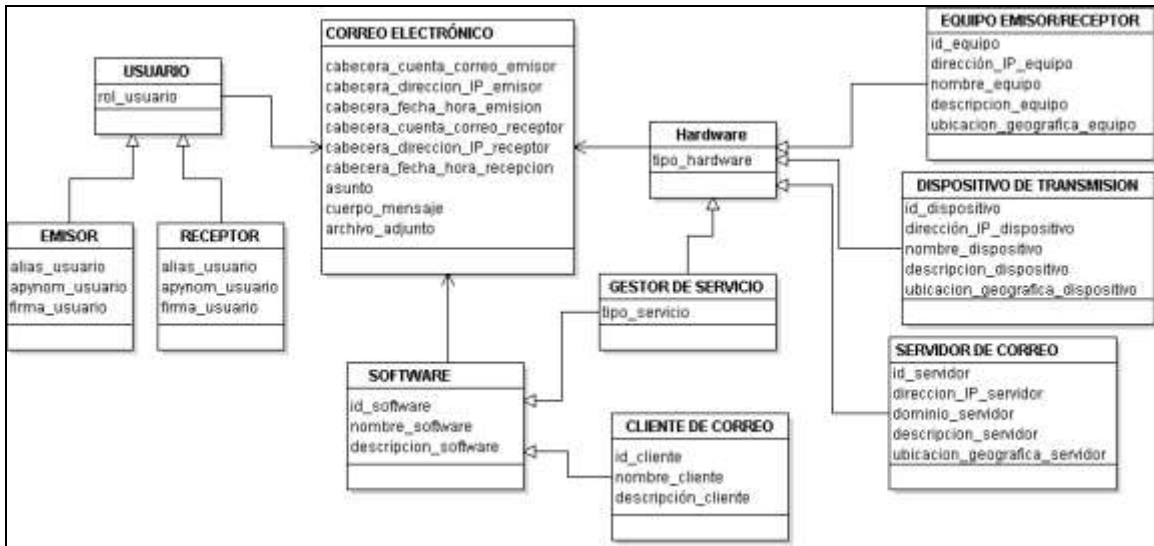 USUARIO
rol_usuario
EMISOR
alias_usuario
apynom_usuario
firma_usuario
RECEPTOR
alias_usuario
apynom_usuario
firma_usuario
CORREO ELECTRÓNICO
cabecera_cuenta_correo_emisor
cabecera_direccion_IP_emisor
cabecera_fecha_hora_emision
cabecera_cuenta_correo_receptor
cabecera_direccion_IP_receptor
cabecera_fecha_hora_recepcion
asunto
cuerpo_mensaje
archivo_adjunto
SOFTWARE
id_software
nombre_software
descripcion_software
Hardware
tipo_hardware
GESTOR DE SERVICIO
tipo_servicio
CLIENTE DE CORREO
id_cliente
nombre_cliente
descripción_cliente
EQUIPO EMISOR/RECEPTOR
id_equipo
dirección_IP_equipo
nombre_equipo
descripcion_equipo
ubicacion_geografica_equipo
DISPOSITIVO DE TRANSMISION
id_dispositivo
dirección_IP_dispositivo
nombre_dispositivo
descripcion_dispositivo
ubicacion_geografica_dispositivo
SERVIDOR DE CORREO
id_servidor
direccion_IP_servidor
dominio_servidor
descripcion_servidor
ubicacion_geografica_servidor